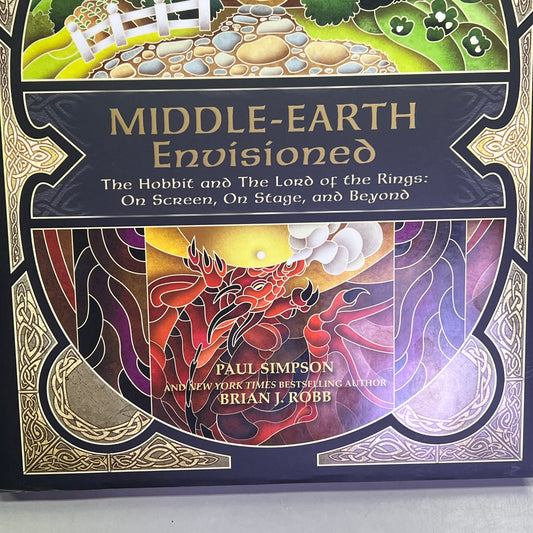 MIDDLE-EARTH
Envisioned
The Hobbit and The Lord of the Rings:
On Screen, On Stage, and Beyond
PAUL SIMPSON
AND NEW YORK TIMES BESTSELLING AUTHOR
BRIAN J. ROBB